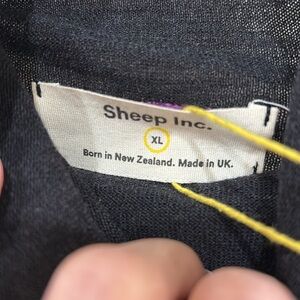 Sheep Inc.
XL
Born in New Zealand. Made in UK.